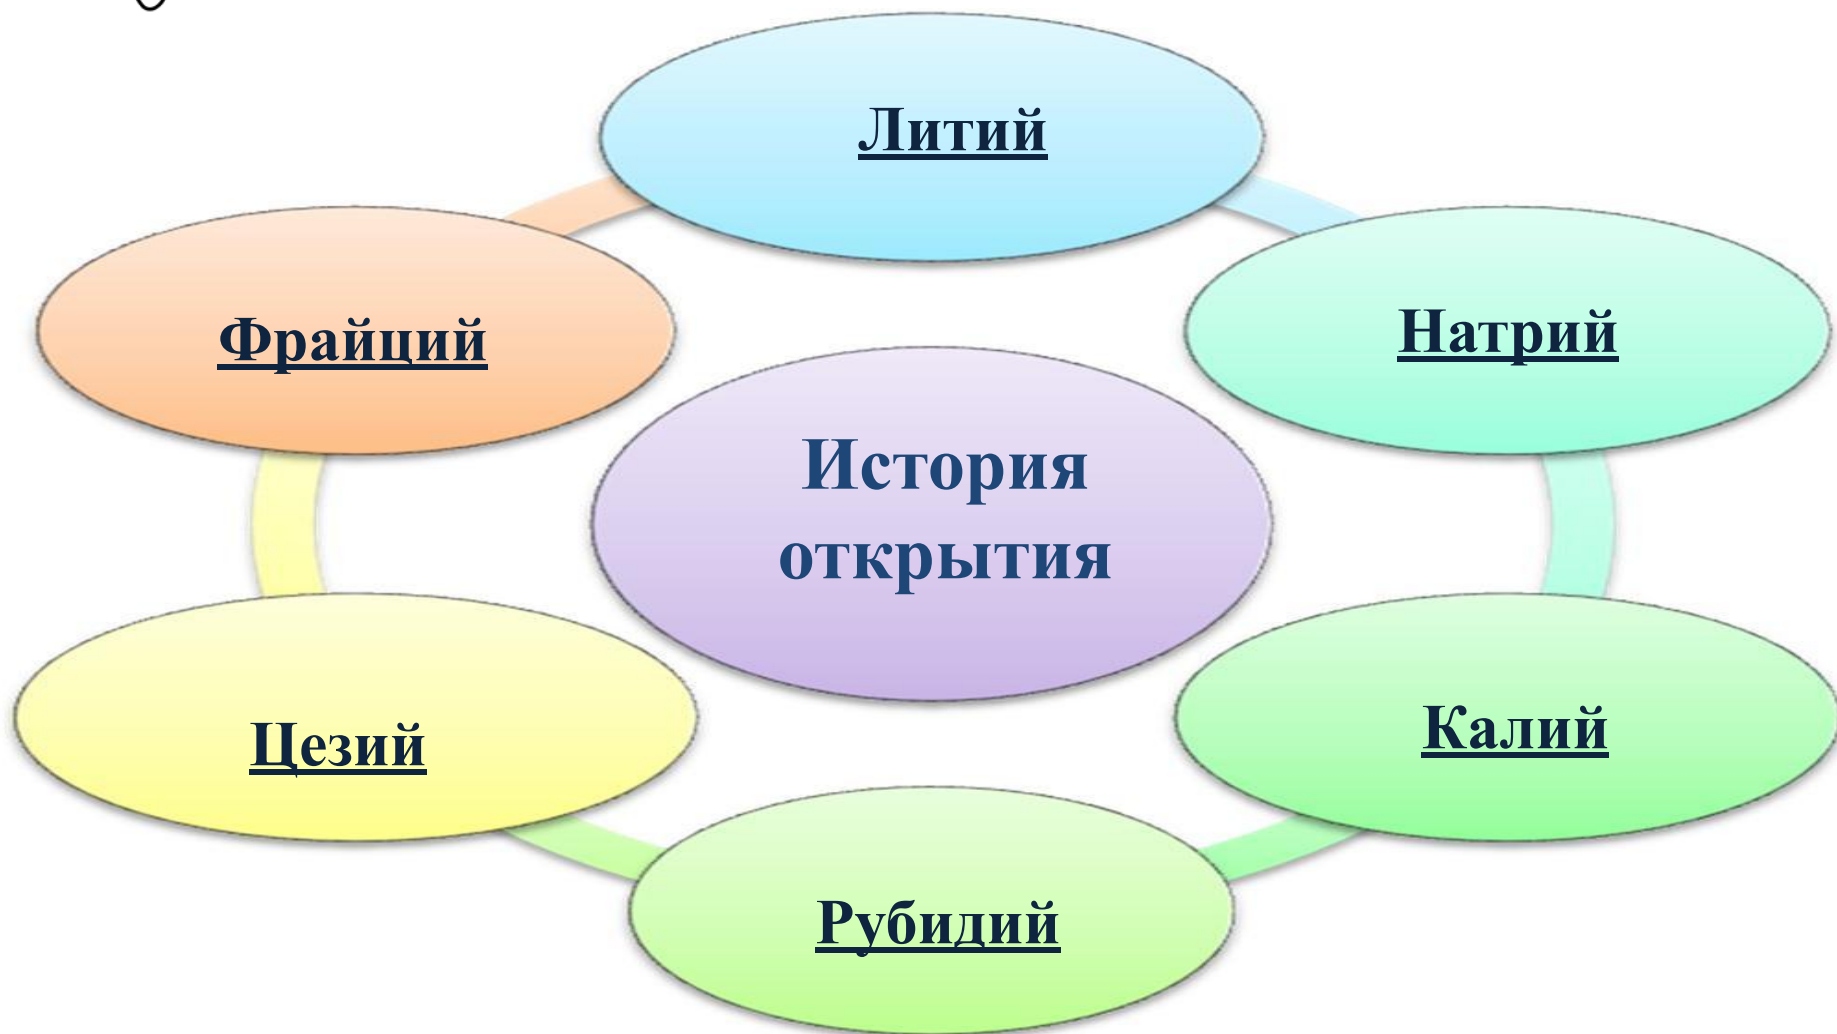 Литий
Натрий
Калий
Рубидий
Цезий
Фрайций
История
открытия